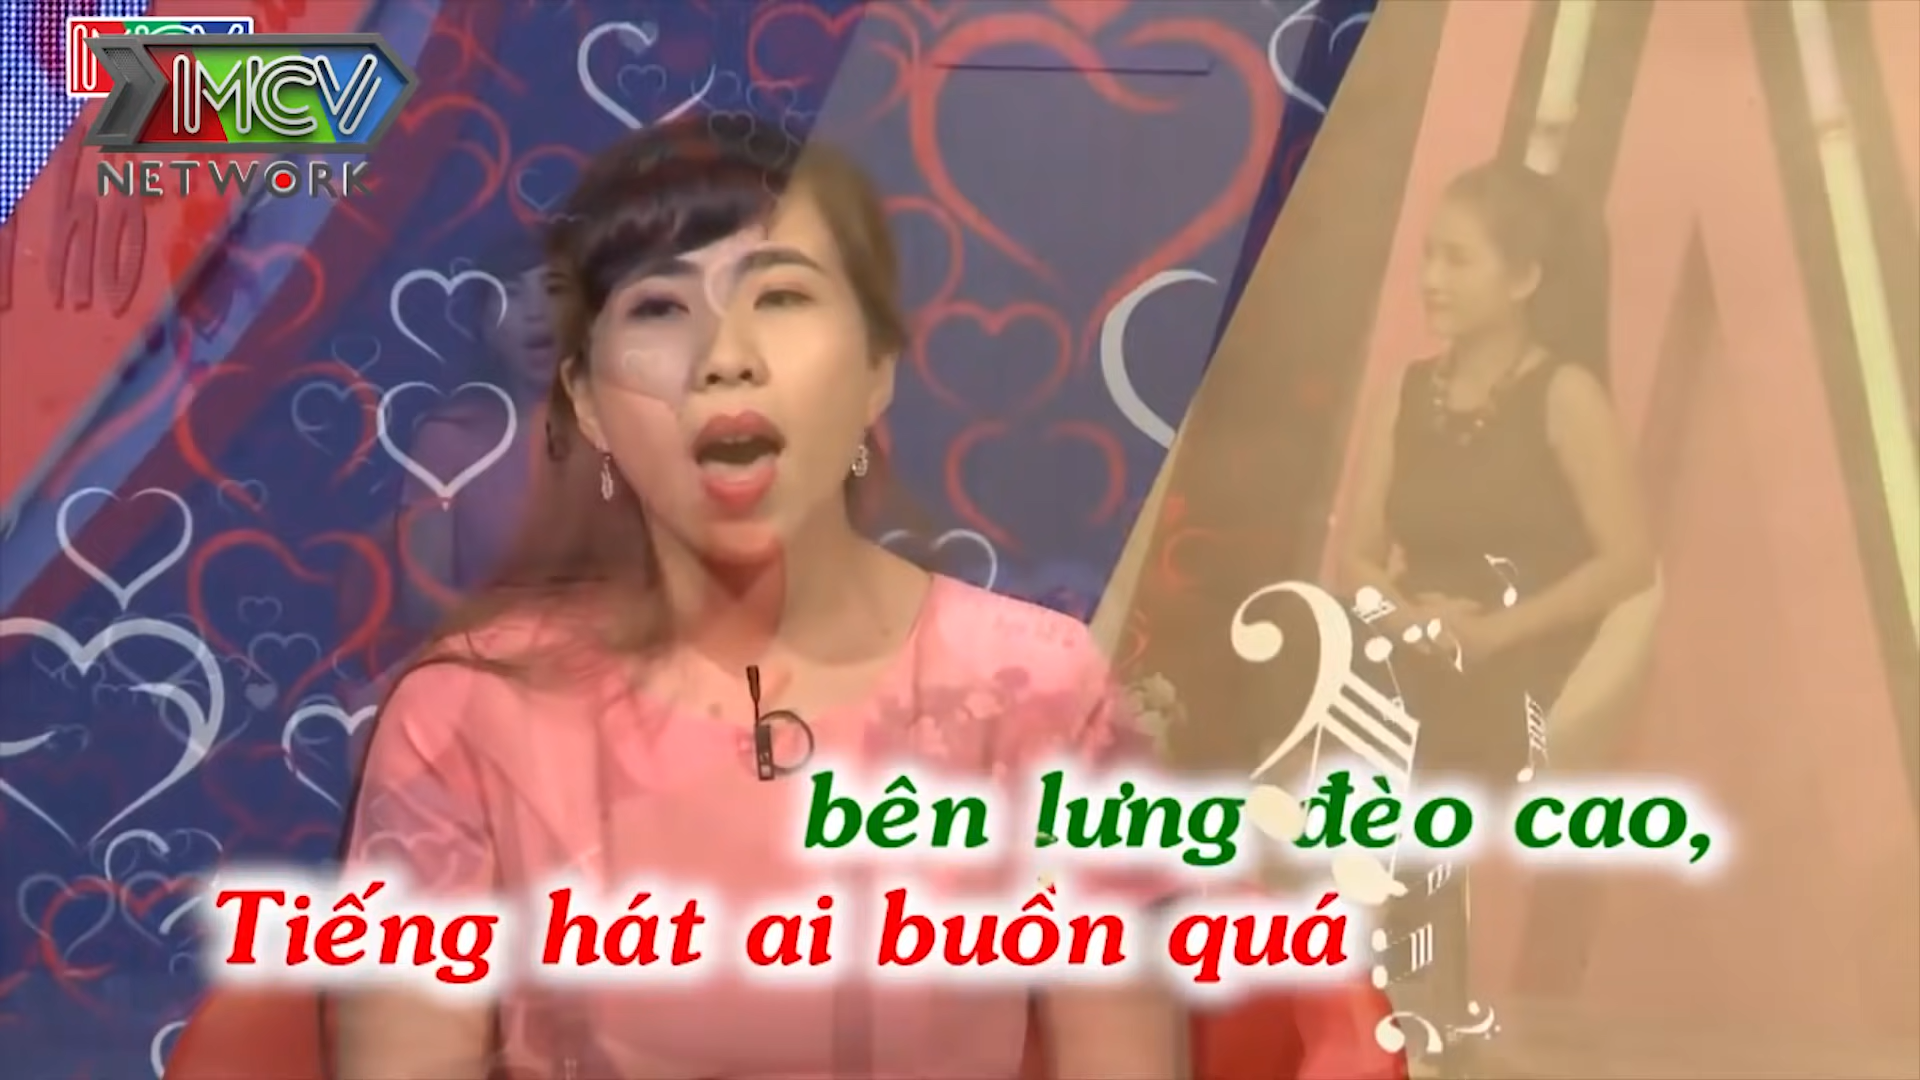 MCV
NETWORK
bên lưng đèo cao,
Tiếng hát ai buồn quá